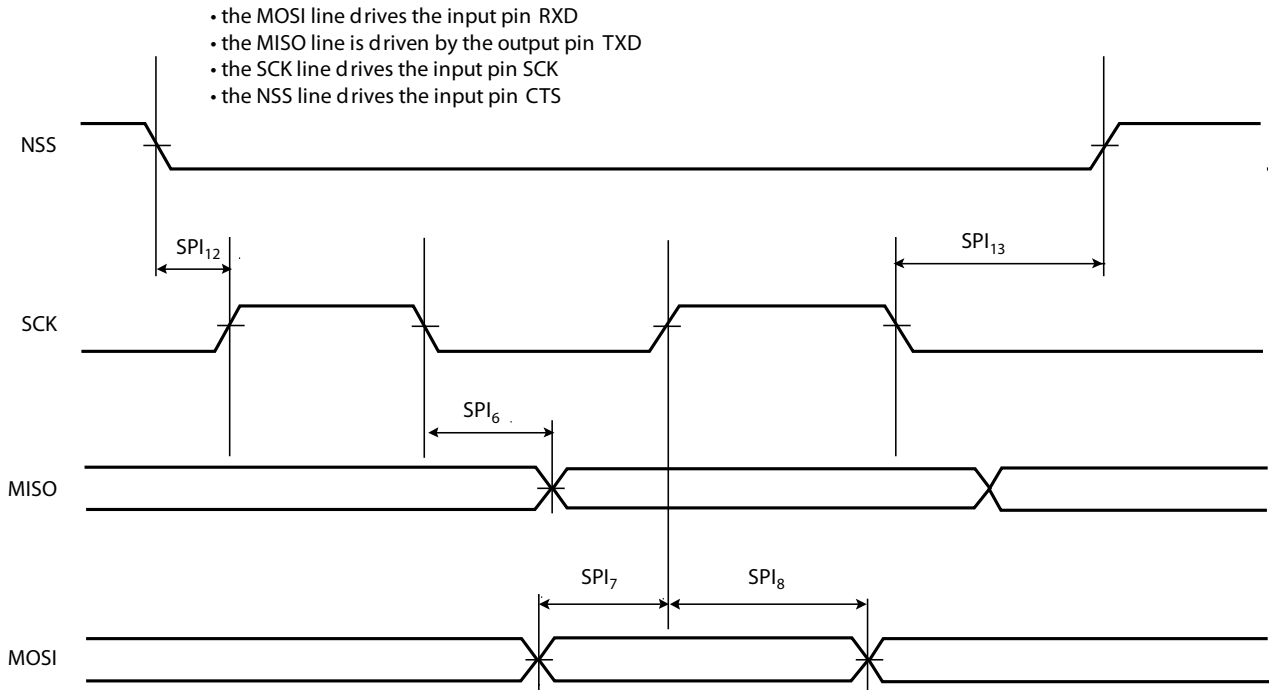 • the MOSI line drives the input pin RXD
• the MISO line is driven by the output pin TXD
• the SCK line drives the input pin SCK
• the NSS line drives the input pin CTS
NSS
SPI12
SPI13
SCK
SPI6
MISO
SPI7
SPI8
MOSI